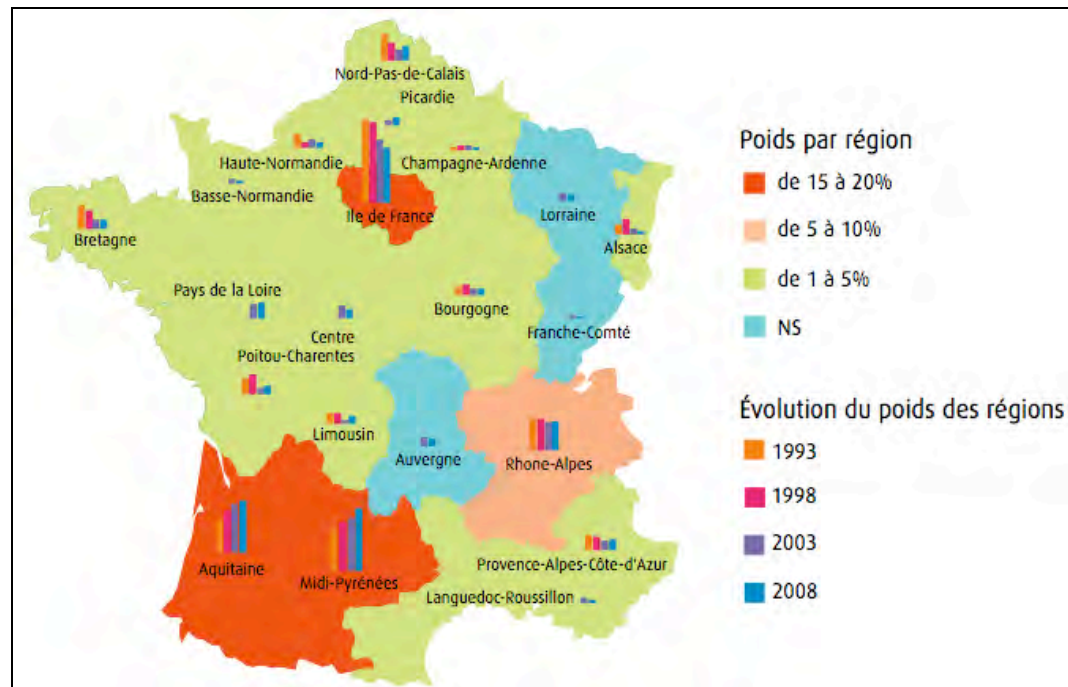 Nord-Pas-de-Calais
Picardie
Haute-Normandie
Champagne-Ardenne
Basse-Normandie
Ile de France
Lorraine
Bretagne
Alsace
Pays de la Loire
Bourgogne
Franche-Comté
Centre
Poitou-Charentes
Limousin
Auvergne
Rhone-Alpes
Aquitaine
Midi-Pyrénées
Provence-Alpes-Côte-d'Azur
Languedoc-Roussillon
Poids par région
de 15 à 20%
de 5 à 10%
de 1 à 5%
NS
Évolution du poids des régions
1993
1998
2003
2008